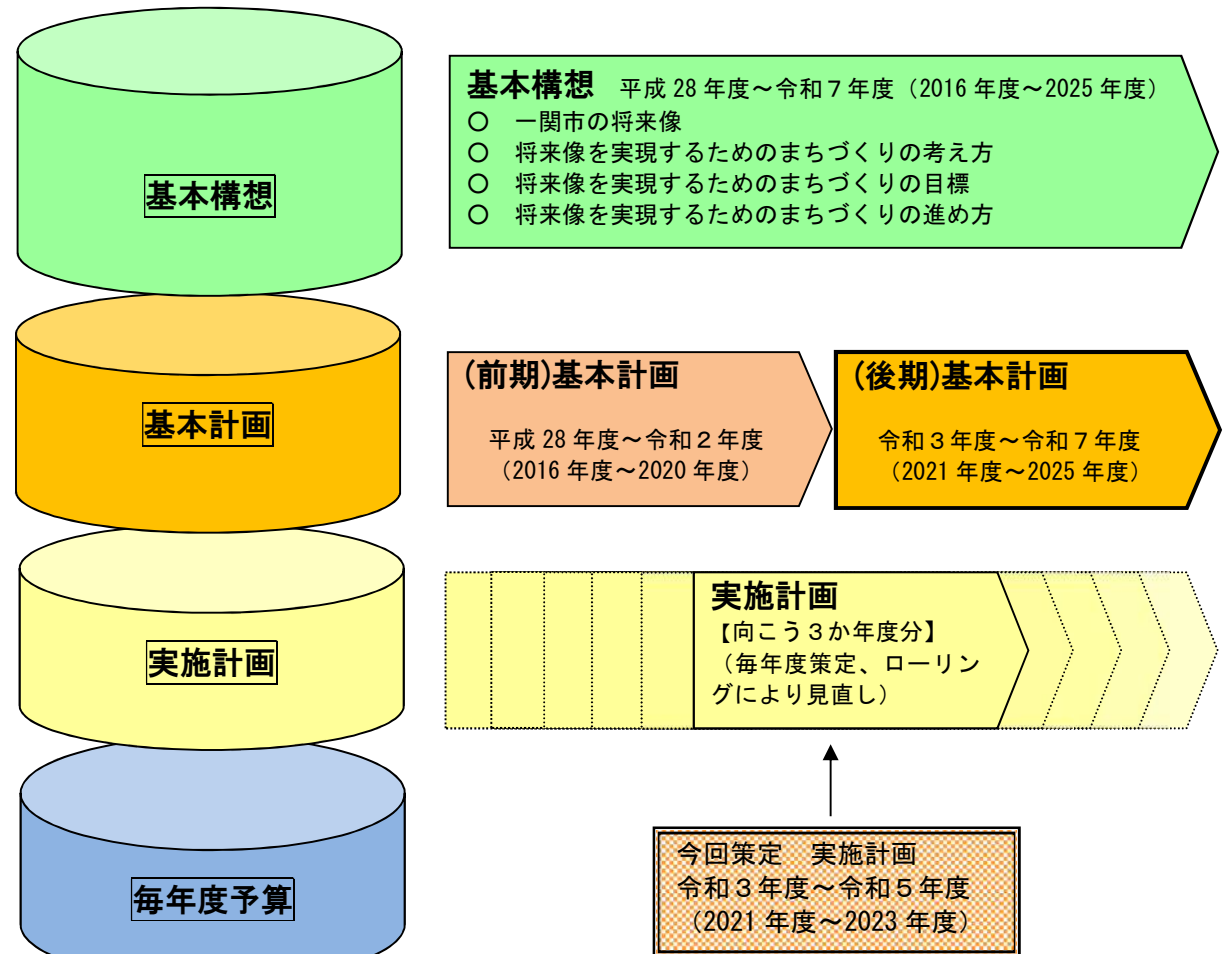 基本構想
基本構想 平成 28 年度～令和７年度（2016 年度～2025 年度）
○ 一関市の将来像
○ 将来像を実現するためのまちづくりの考え方
○ 将来像を実現するためのまちづくりの目標
○ 将来像を実現するためのまちづくりの進め方
基本計画
(前期)基本計画
平成 28 年度～令和２年度
（2016 年度～2020 年度）
(後期)基本計画
令和３年度～令和７年度
（2021 年度～2025 年度）
実施計画
実施計画
【向こう３か年度分】
（毎年度策定、ローリン
グにより見直し）
毎年度予算
今回策定　実施計画
令和３年度～令和５年度
（2021 年度～2023 年度）